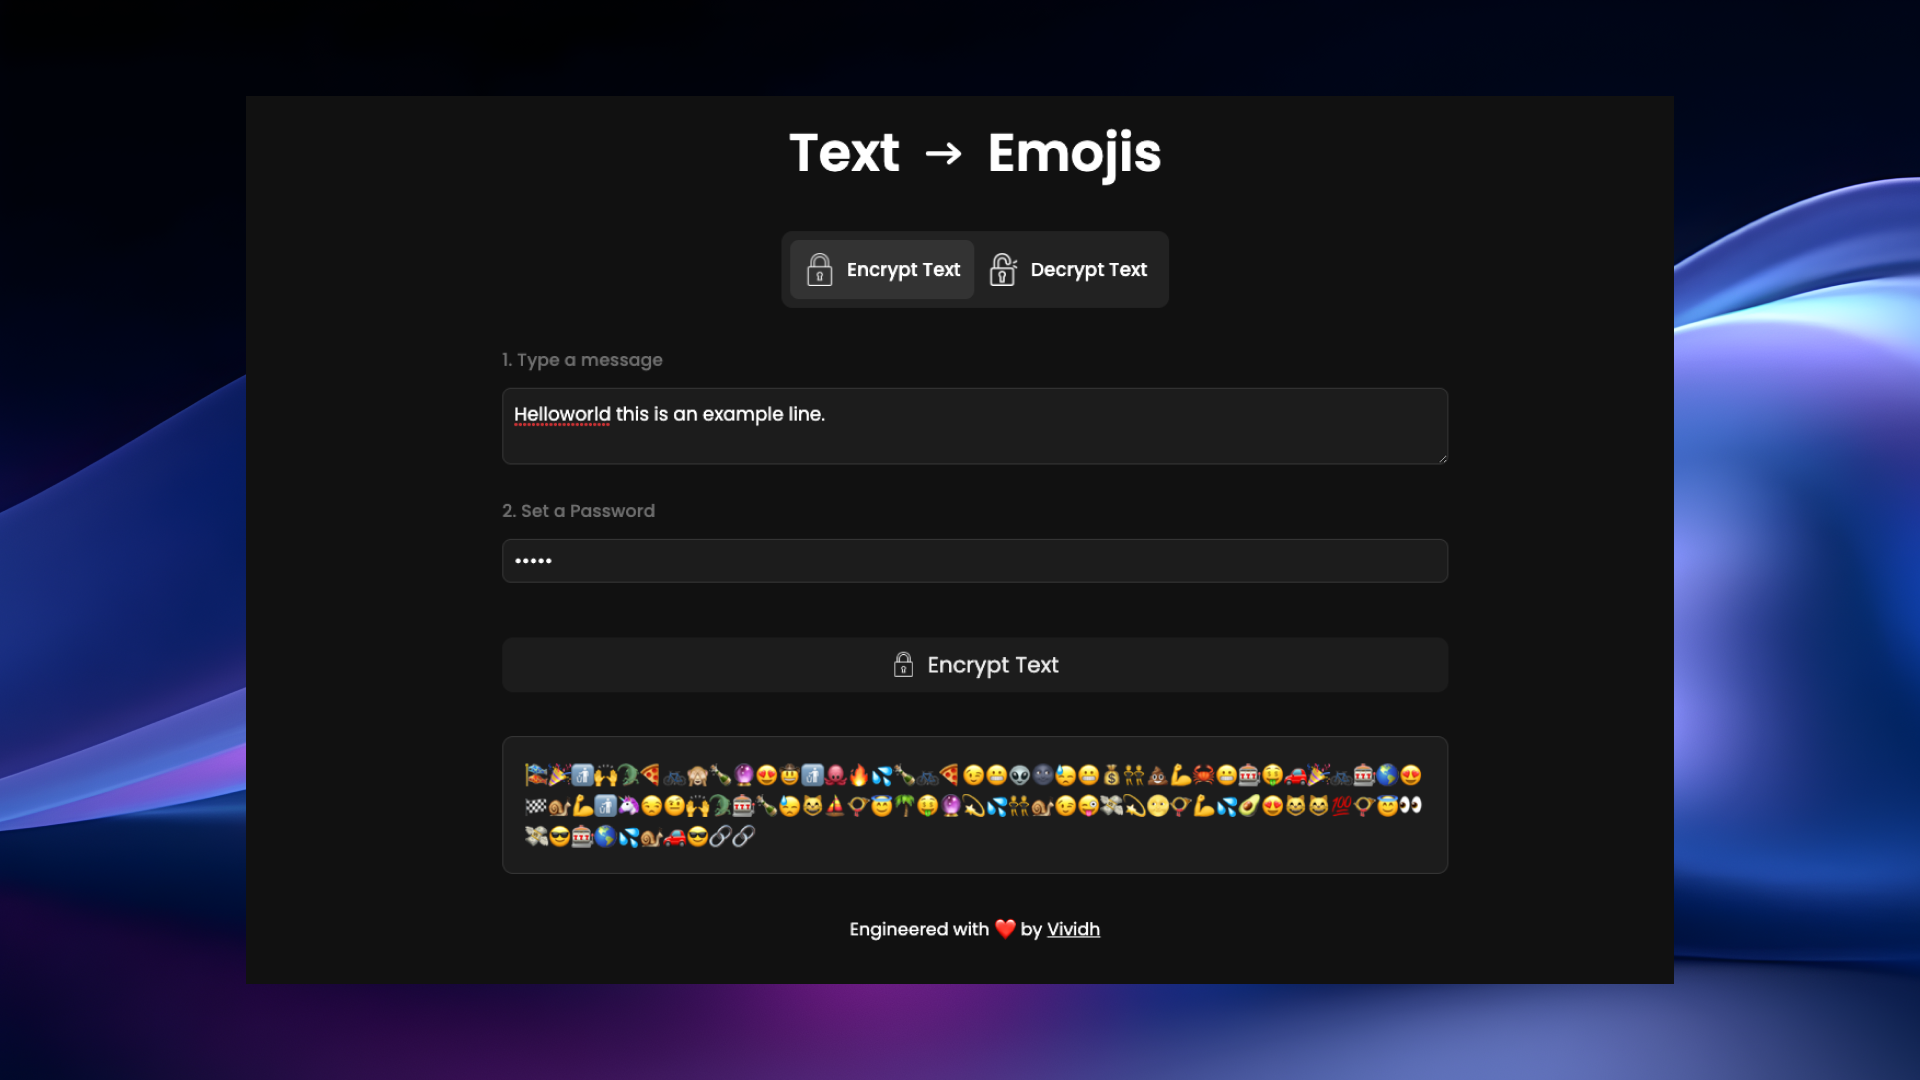 Text → Emojis
Encrypt Text
Decrypt Text
1. Type a message
Helloworld this is an example line.
2. Set a Password
•••••
Encrypt Text
Engineered with ❤️ by Vividh